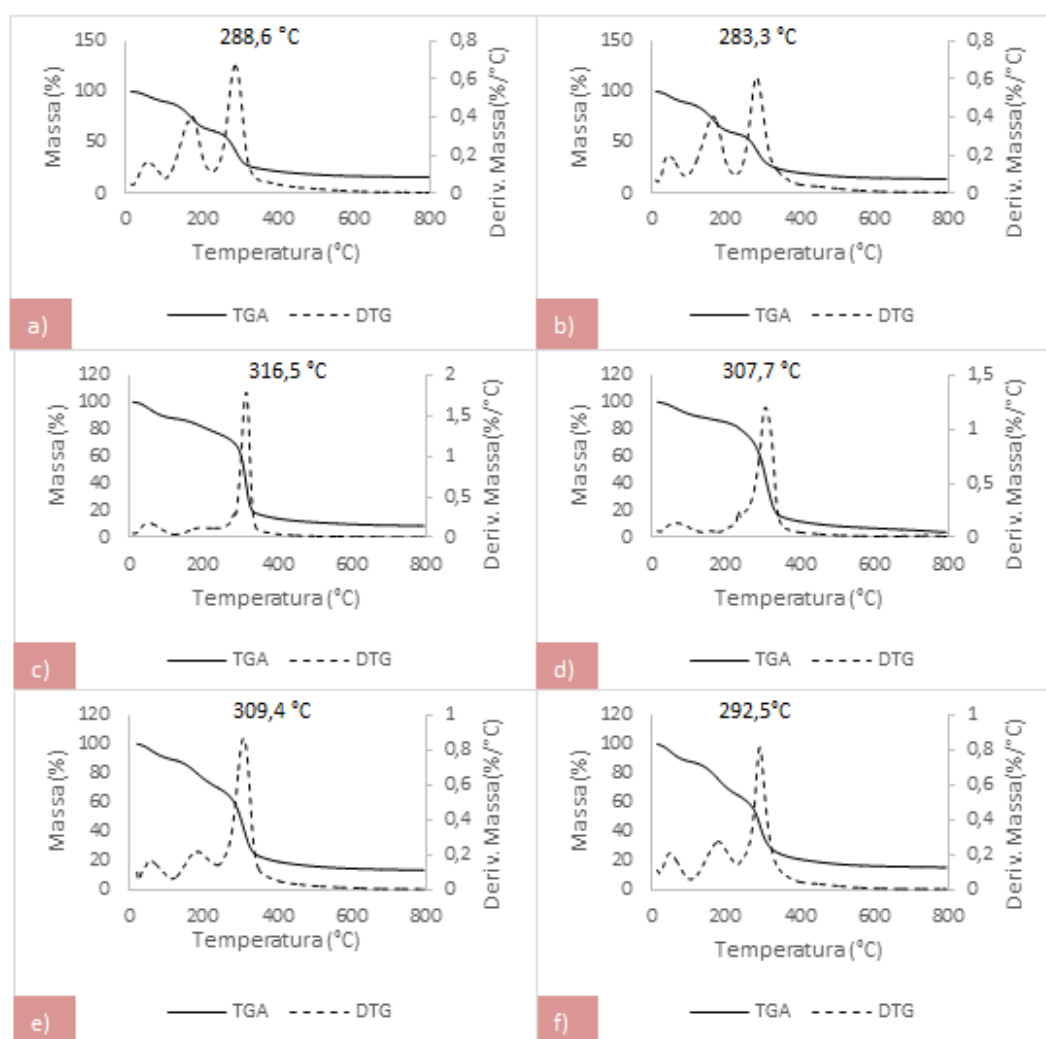 288,6 °C
150
100
50
0
Massa(%)
0,8
0,6
0,4
0,2
0
Deriv. Massa(%/°C)
0 200 400 600 800
Temperatura (°C)
TGA DTG
a)
283,3 °C
150
100
50
0
Massa(%)
0,8
0,6
0,4
0,2
0
Deriv. Massa(%/°C)
0 200 400 600 800
Temperatura (°C)
TGA DTG
b)
316,5 °C
120
100
80
60
40
20
0
Massa(%)
2
1,5
1
0,5
0
Deriv. Massa(%/°C)
0 200 400 600 800
Temperatura (°C)
TGA DTG
c)
307,7 °C
120
100
80
60
40
20
0
Massa(%)
1,5
1
0,5
0
Deriv. Massa(%/°C)
0 200 400 600 800
Temperatura (°C)
TGA DTG
d)
309,4 °C
120
100
80
60
40
20
0
Massa(%)
1
0,8
0,6
0,4
0,2
0
Deriv. Massa(%/°C)
0 200 400 600 800
Temperatura (°C)
TGA DTG
e)
292,5°C
120
100
80
60
40
20
0
Massa(%)
1
0,8
0,6
0,4
0,2
0
Deriv. Massa(%/°C)
0 200 400 600 800
Temperatura (°C)
TGA DTG
f)